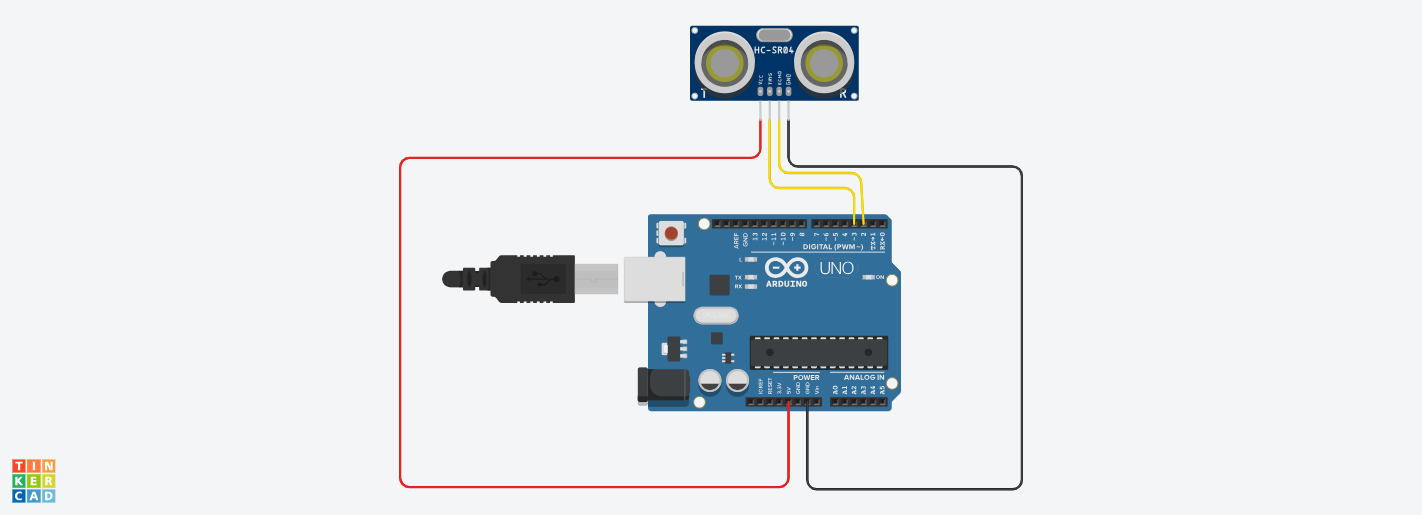 HC-SR04
VCC
TRIG
ECHO
GND
T
R
AREF
GND
13
12
~11
~10
~9
8
7
~6
~5
4
~3
2
TX→1
RX←0
DIGITAL (PWM~)
L
TX
RX
UNO
ARDUINO
ON
POWER
ANALOG IN
IOREF
RESET
3.3V
5V
GND
GND
Vin
A0
A1
A2
A3
A4
A5
TIN
KER
CAD